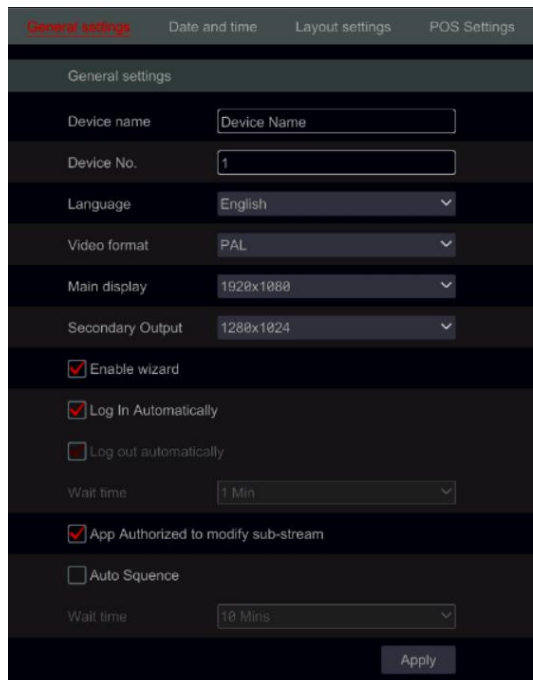 General settings Date and time Layout settings POS Settings
General settings
Device name Device Name
Device No. 1
Language English
Video format PAL
Main display 1920x1080
Secondary Output 1280x1024
Enable wizard
Log In Automatically
Log out automatically
Wait time 1 Min
App Authorized to modify sub-stream
Auto Squence
Wait time 10 Mins
Apply